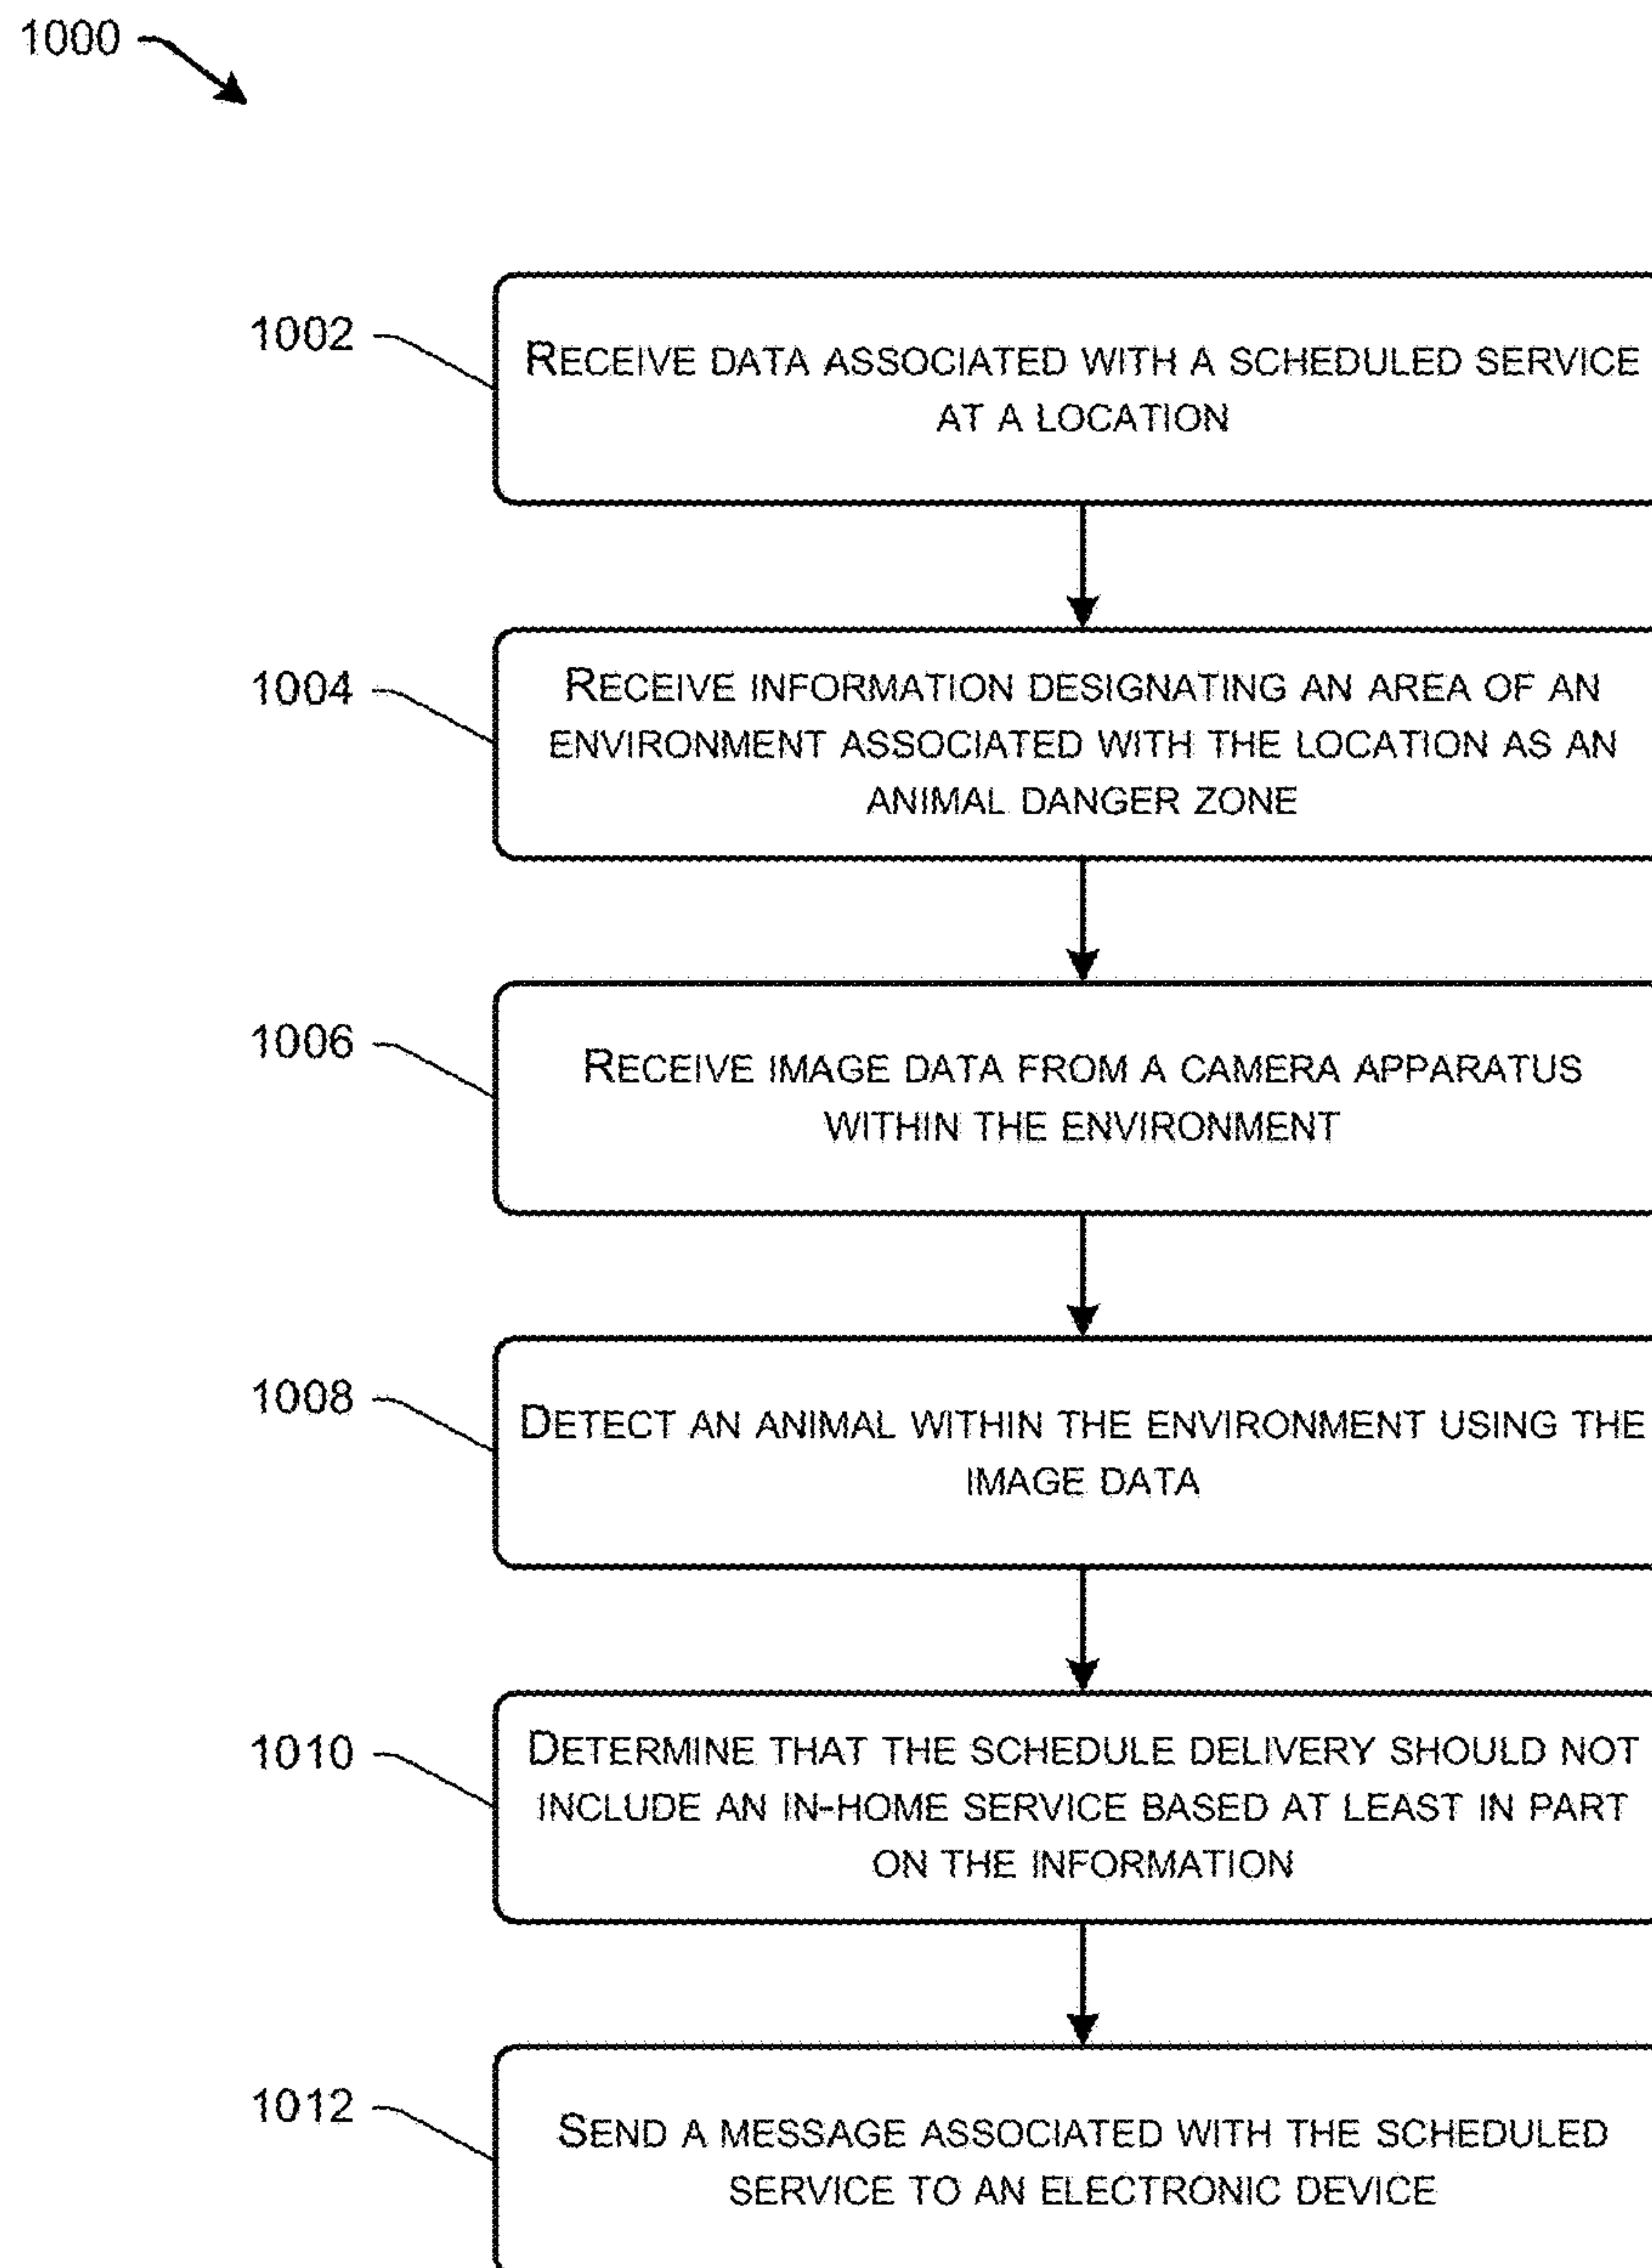 1000
1002
RECEIVE DATA ASSOCIATED WITH A SCHEDULED SERVICE
AT A LOCATION
1004
RECEIVE INFORMATION DESIGNATING AN AREA OF AN
ENVIRONMENT ASSOCIATED WITH THE LOCATION AS AN
ANIMAL DANGER ZONE
1006
RECEIVE IMAGE DATA FROM A CAMERA APPARATUS
WITHIN THE ENVIRONMENT
1008
DETECT AN ANIMAL WITHIN THE ENVIRONMENT USING THE
IMAGE DATA
1010
DETERMINE THAT THE SCHEDULE DELIVERY SHOULD NOT
INCLUDE AN IN-HOME SERVICE BASED AT LEAST IN PART
ON THE INFORMATION
1012
SEND A MESSAGE ASSOCIATED WITH THE SCHEDULED
SERVICE TO AN ELECTRONIC DEVICE